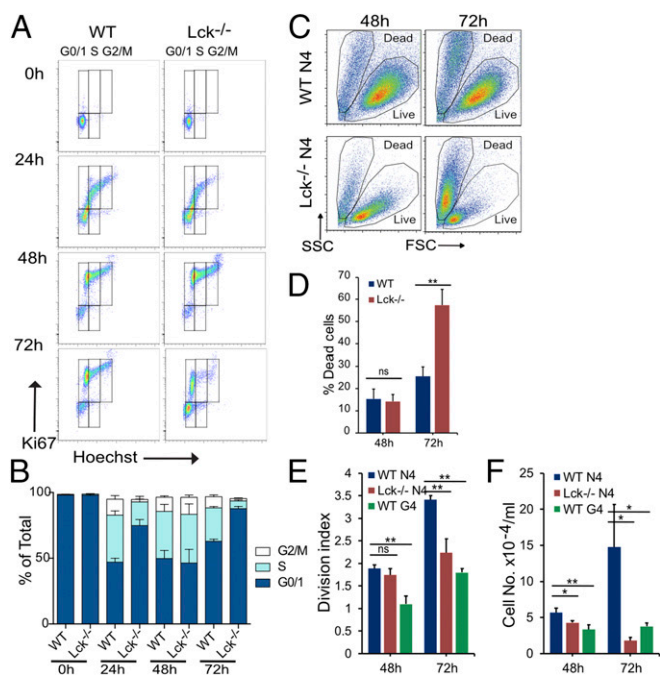 A
WT Lck-/-
G0/1 S G2/M G0/1 S G2/M
0h
24h
48h
72h
Ki67
Hoechst
B
% of Total
100
50
0
G2/M
S
G0/1
WT Lck-/- WT Lck-/- WT Lck-/- WT Lck-/-
0h 24h 48h 72h
C
48h 72h
WT N4
Dead Dead
Live Live
Lck-/- N4
Dead Dead
Live Live
SSC FSC
D
% Dead cells
70
60
50
40
30
20
10
0
WT
Lck-/-
ns
**
48h 72h
E
Division index
4
3.5
3
2.5
2
1.5
1
0.5
0
WT N4
Lck-/- N4
WT G4
**
ns
**
**
48h 72h
F
Cell No. x10-4/ml
25
20
15
10
5
0
WT N4
Lck-/- N4
WT G4
**
*
*
*
48h 72h